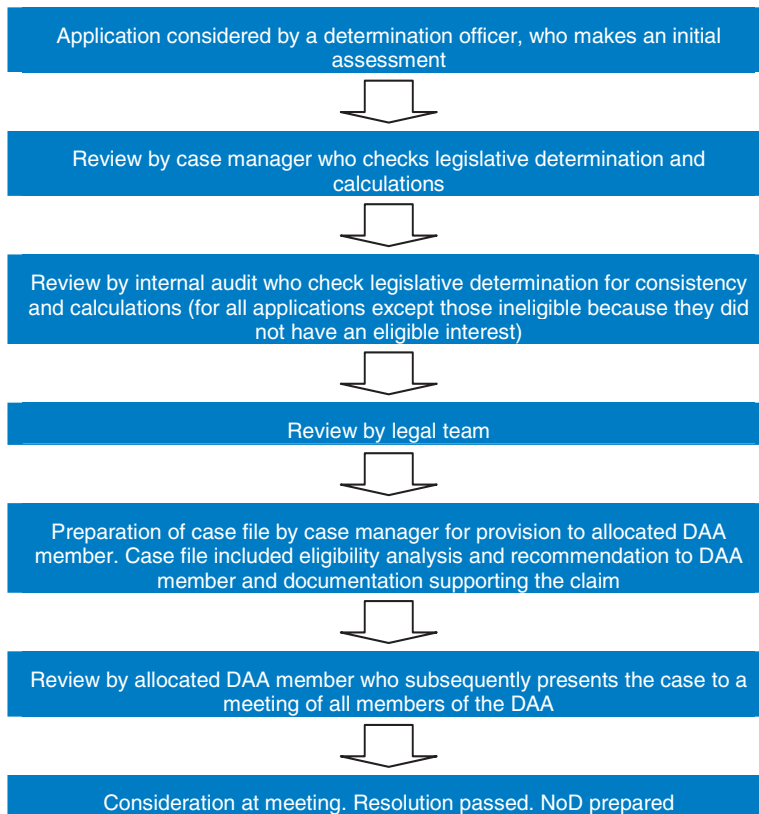 Application considered by a determination officer, who makes an initial
assessment
Review by case manager who checks legislative determination and
calculations
Review by internal audit who check legislative determination for consistency
and calculations (for all applications except those ineligible because they did
not have an eligible interest)
Review by legal team
Preparation of case file by case manager for provision to allocated DAA
member. Case file included eligibility analysis and recommendation to DAA
member and documentation supporting the claim
Review by allocated DAA member who subsequently presents the case to a
meeting of all members of the DAA
Consideration at meeting. Resolution passed. NoD prepared